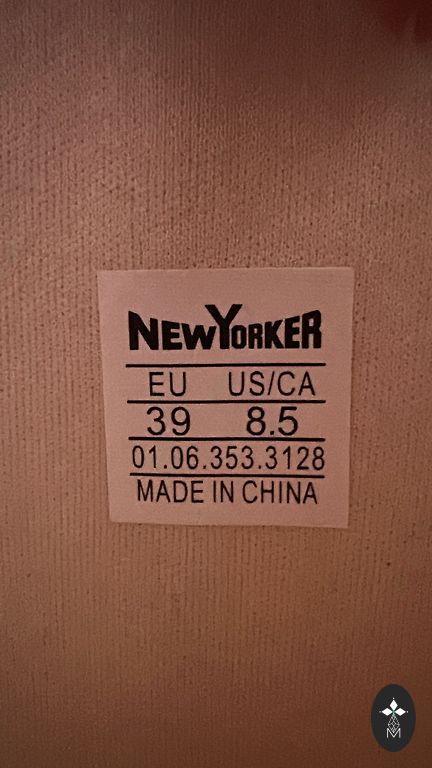 NEWYORKER
EU US/CA
39 8.5
01.06.353.3128
MADE IN CHINA
M